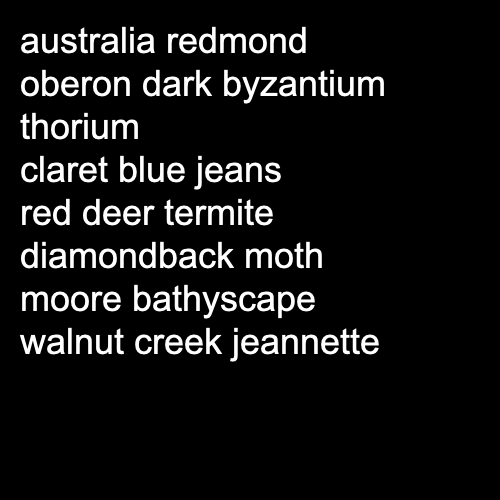 australia redmond
oberon dark byzantium
thorium
claret blue jeans
red deer termite
diamondback moth
moore bathyscape
walnut creek jeannette